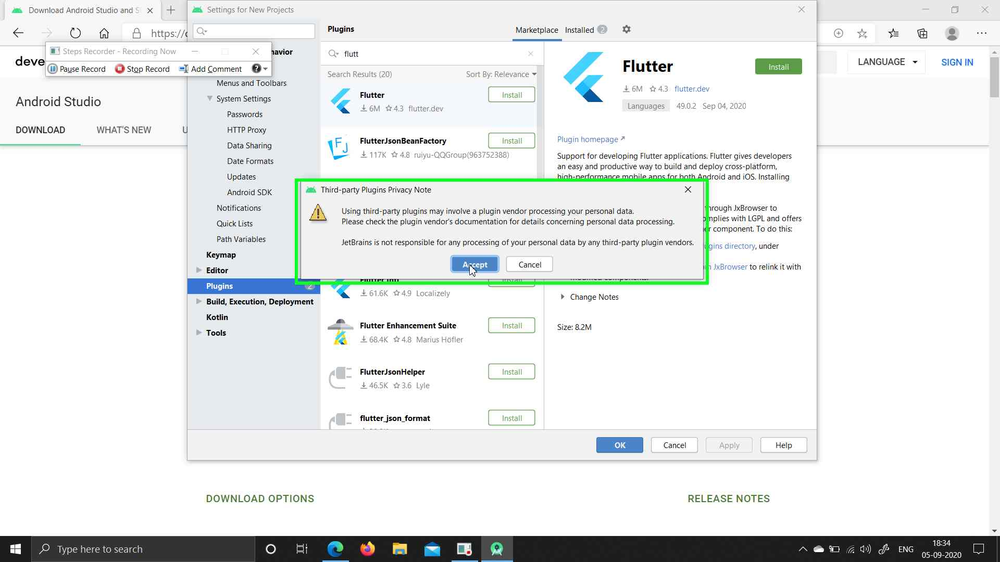 Download Android Studio and S
Settings for New Projects
https://d
Steps Recorder - Recording Now
Pause Record
Stop Record
Add Comment
deve
LANGUAGE
SIGN IN
Android Studio
DOWNLOAD
WHAT'S NEW
U
havior
Menus and Toolbars
System Settings
Passwords
HTTP Proxy
Data Sharing
Date Formats
Updates
Android SDK
Notifications
Quick Lists
Path Variables
Keymap
Editor
Plugins
2
Build, Execution, Deployment
Kotlin
Tools
Plugins
Marketplace
Installed 2
flutt
Search Results (20)
Sort By: Relevance
Flutter
Install
6M 4.3 flutter.dev
FlutterJsonBeanFactory
Install
117K 4.8 ruiyu-QQGroup(963752388)
61.6K 4.9 Localizely
Flutter Enhancement Suite
Install
68.4K 4.8 Marius Höfler
FlutterJsonHelper
Install
46.5K 3.6 Lyle
flutter_json_format
Install
Flutter
Install
6M 4.3 flutter.dev
Languages 49.0.2 Sep 04, 2020
Plugin homepage
Support for developing Flutter applications. Flutter gives developers
an easy and productive way to build and deploy cross-platform,
high-performance mobile apps for both Android and iOS. Installing
hrough JxBrowser to
mplies with LGPL and offers
er component. To do this:
ugins directory, under
JxBrowser to relink it with
modified components.
Change Notes
Size: 8.2M
Third-party Plugins Privacy Note
Using third-party plugins may involve a plugin vendor processing your personal data.
Please check the plugin vendor's documentation for details concerning personal data processing.
JetBrains is not responsible for any processing of your personal data by any third-party plugin vendors.
Accept
Cancel
OK
Cancel
Apply
Help
DOWNLOAD OPTIONS
RELEASE NOTES
Type here to search
ENG
18:34
05-09-2020